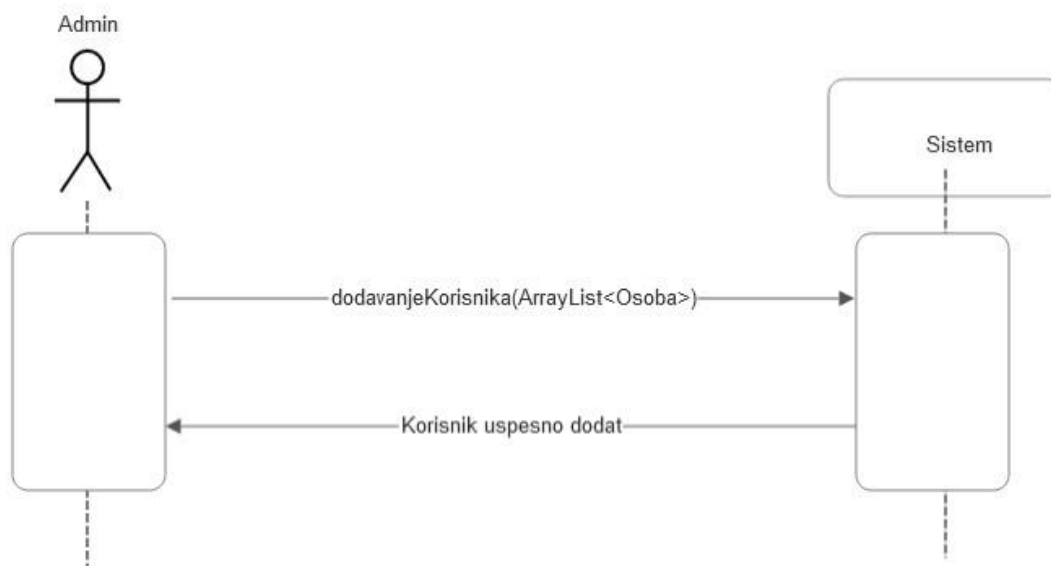 Admin
Sistem
dodavanjeKorisnika(ArrayList<Osoba>)
Korisnik uspesno dodat